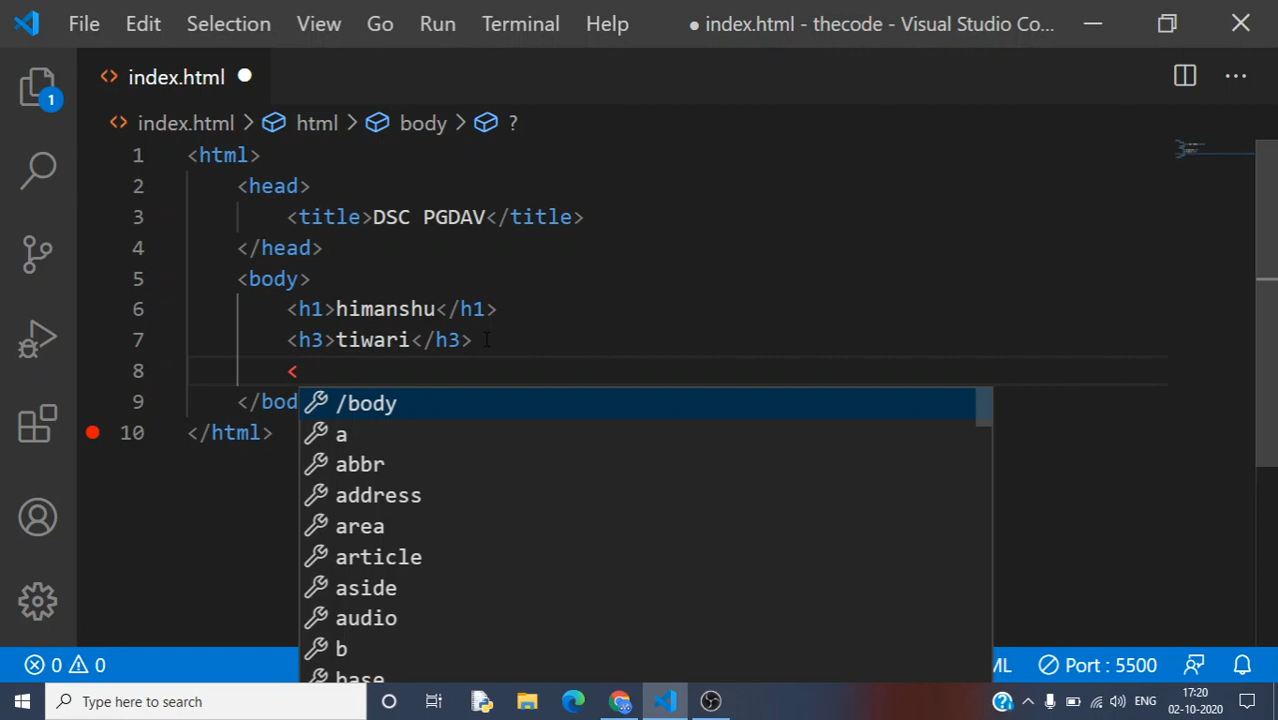 File Edit Selection View Go Run Terminal Help ● index.html - thecode - Visual Studio Co...
1
index.html
index.html > html > body > ?
1 <html>
2 <head>
3 <title>DSC PGDAV</title>
4 </head>
5 <body>
6 <h1>himanshu</h1>
7 <h3>tiwari</h3>
8 <
9 </bod
10 </html>
/body
a
abbr
address
area
article
aside
audio
b
base
0 0 ML Port : 5500
Type here to search
ENG
17:20
02-10-2020